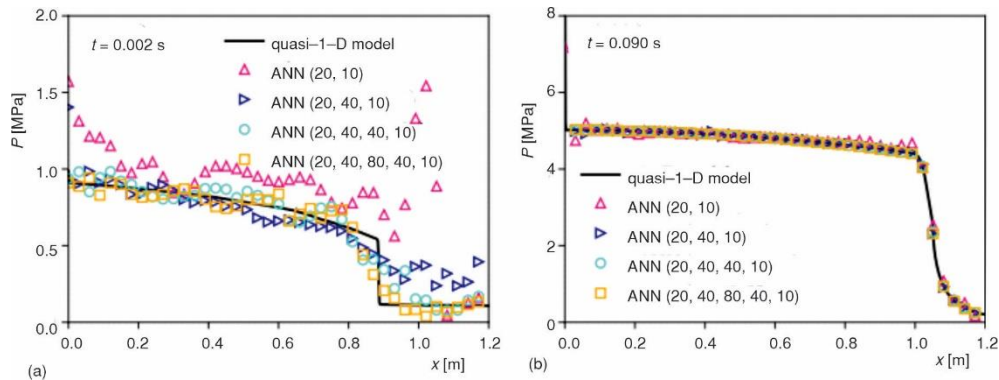 2.0
1.5
1.0
0.5
0.0
P [MPa]
t = 0.002 s
quasi–1–D model
ANN (20, 10)
ANN (20, 40, 10)
ANN (20, 40, 40, 10)
ANN (20, 40, 80, 40, 10)
0.0 0.2 0.4 0.6 0.8 1.0 1.2
x [m]
(a)
8
6
4
2
0
P [MPa]
t = 0.090 s
quasi–1–D model
ANN (20, 10)
ANN (20, 40, 10)
ANN (20, 40, 40, 10)
ANN (20, 40, 80, 40, 10)
0.0 0.2 0.4 0.6 0.8 1.0 1.2
x [m]
(b)